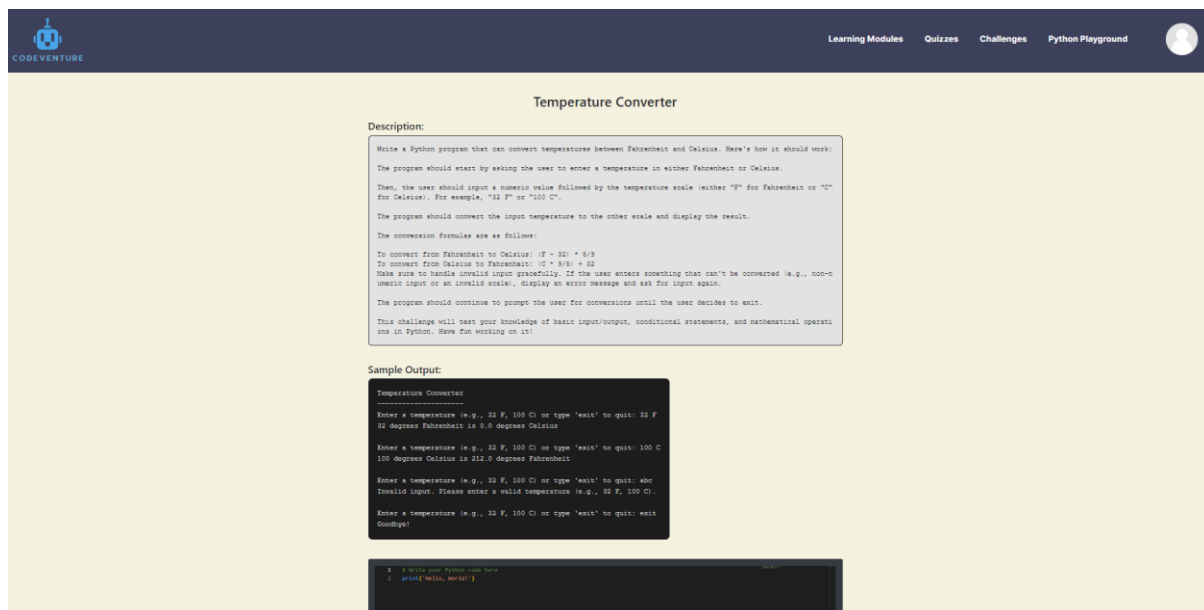 CODEVENTURE
Learning Modules Quizzes Challenges Python Playground
Temperature Converter
Description:
Write a Python program that can convert temperatures between Fahrenheit and Celsius. Here's how it should work:
The program should start by asking the user to enter a temperature in either Fahrenheit or Celsius.
Then, the user should input a numeric value followed by the temperature scale (either "F" for Fahrenheit or "C"
for Celsius). For example, "32 F" or "100 C".
The program should convert the input temperature to the other scale and display the result.
The conversion formulas are as follows:
To convert from Fahrenheit to Celsius: (F - 32) * 5/9
To convert from Celsius to Fahrenheit: (C * 9/5) + 32
Make sure to handle invalid input gracefully. If the user enters something that can't be converted (e.g., non-n
umeric input or an invalid scale), display an error message and ask for input again.
The program should continue to prompt the user for conversions until the user decides to exit.
This challenge will test your knowledge of basic input/output, conditional statements, and mathematical operati
ons in Python. Have fun working on it!
Sample Output:
Temperature Converter
---------------------
Enter a temperature (e.g., 32 F, 100 C) or type 'exit' to quit: 32 F
32 degrees Fahrenheit is 0.0 degrees Celsius
Enter a temperature (e.g., 32 F, 100 C) or type 'exit' to quit: 100 C
100 degrees Celsius is 212.0 degrees Fahrenheit
Enter a temperature (e.g., 32 F, 100 C) or type 'exit' to quit: abc
Invalid input. Please enter a valid temperature (e.g., 32 F, 100 C).
Enter a temperature (e.g., 32 F, 100 C) or type 'exit' to quit: exit
Goodbye!
1 # Write your Python code here
2 print('Hello, World!')